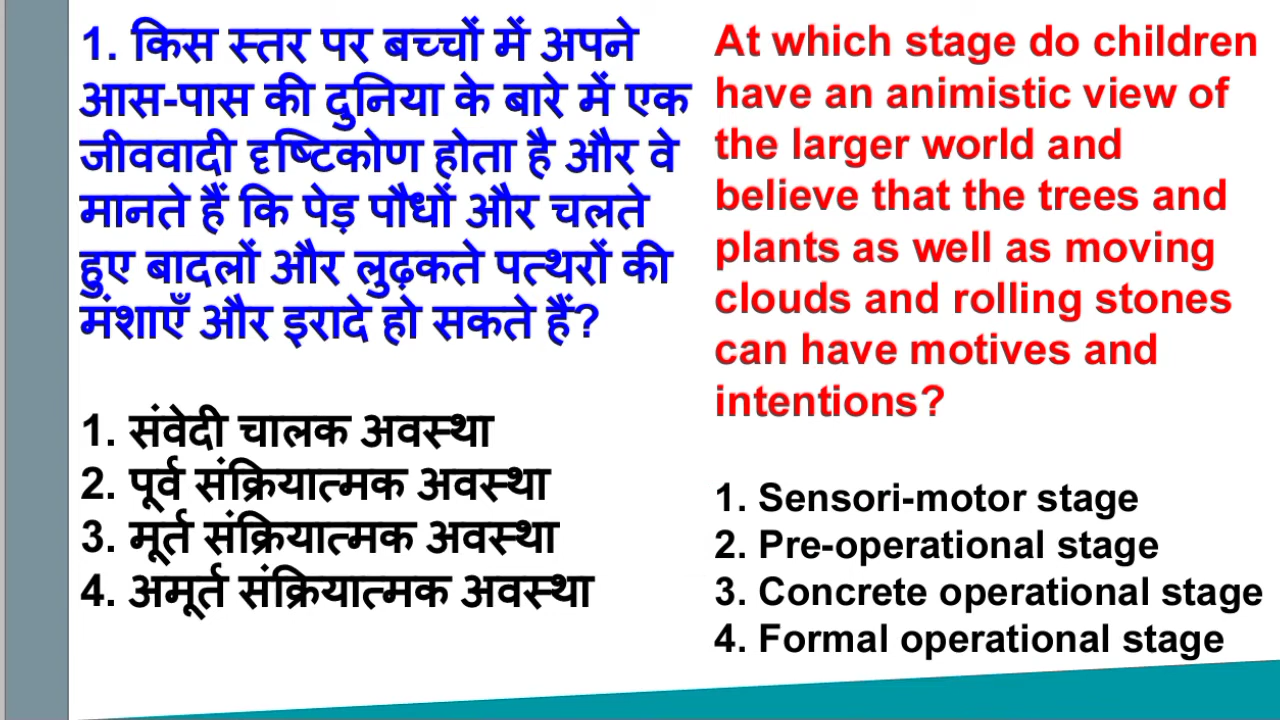 1. किस स्तर पर बच्चों में अपने
आस-पास की दुनिया के बारे में एक
जीववादी दृष्टिकोण होता है और वे
मानते हैं कि पेड़ पौधों और चलते
हुए बादलों और लुढ़कते पत्थरों की
मंशाएँ और इरादे हो सकते हैं?
1. संवेदी चालक अवस्था
2. पूर्व संक्रियात्मक अवस्था
3. मूर्त संक्रियात्मक अवस्था
4. अमूर्त संक्रियात्मक अवस्था
At which stage do children
have an animistic view of
the larger world and
believe that the trees and
plants as well as moving
clouds and rolling stones
can have motives and
intentions?
1. Sensori-motor stage
2. Pre-operational stage
3. Concrete operational stage
4. Formal operational stage